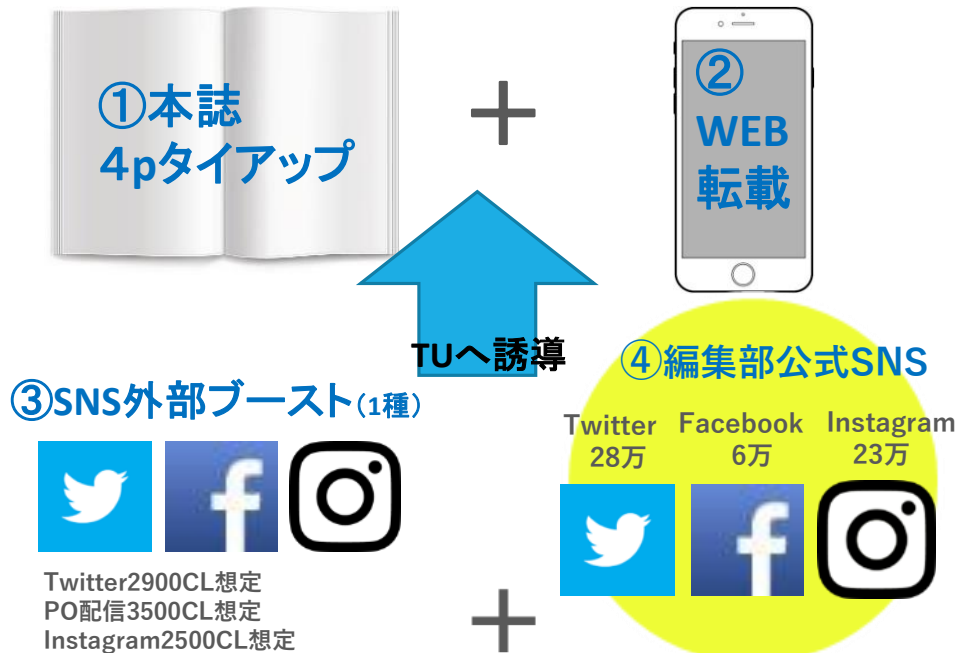 ①本誌
4pタイアップ
+
②
WEB
転載
TUへ誘導
③SNS外部ブースト(1種)
Twitter2900CL想定
PO配信3500CL想定
Instagram2500CL想定
+
④編集部公式SNS
Twitter Facebook Instagram
28万 6万 23万